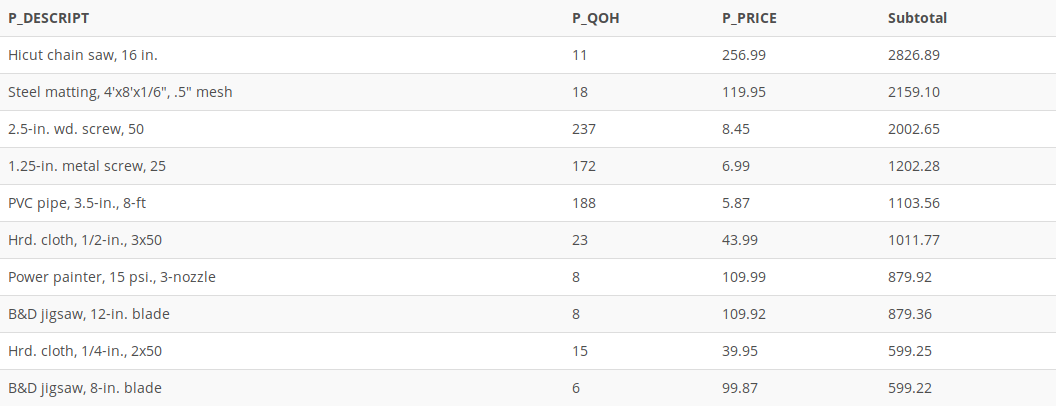 P_DESCRIPT P_QOH P_PRICE Subtotal
Hicut chain saw, 16 in. 11 256.99 2826.89
Steel matting, 4'x8'x1/6", .5" mesh 18 119.95 2159.10
2.5-in. wd. screw, 50 237 8.45 2002.65
1.25-in. metal screw, 25 172 6.99 1202.28
PVC pipe, 3.5-in., 8-ft 188 5.87 1103.56
Hrd. cloth, 1/2-in., 3x50 23 43.99 1011.77
Power painter, 15 psi., 3-nozzle 8 109.99 879.92
B&D jigsaw, 12-in. blade 8 109.92 879.36
Hrd. cloth, 1/4-in., 2x50 15 39.95 599.25
B&D jigsaw, 8-in. blade 6 99.87 599.22